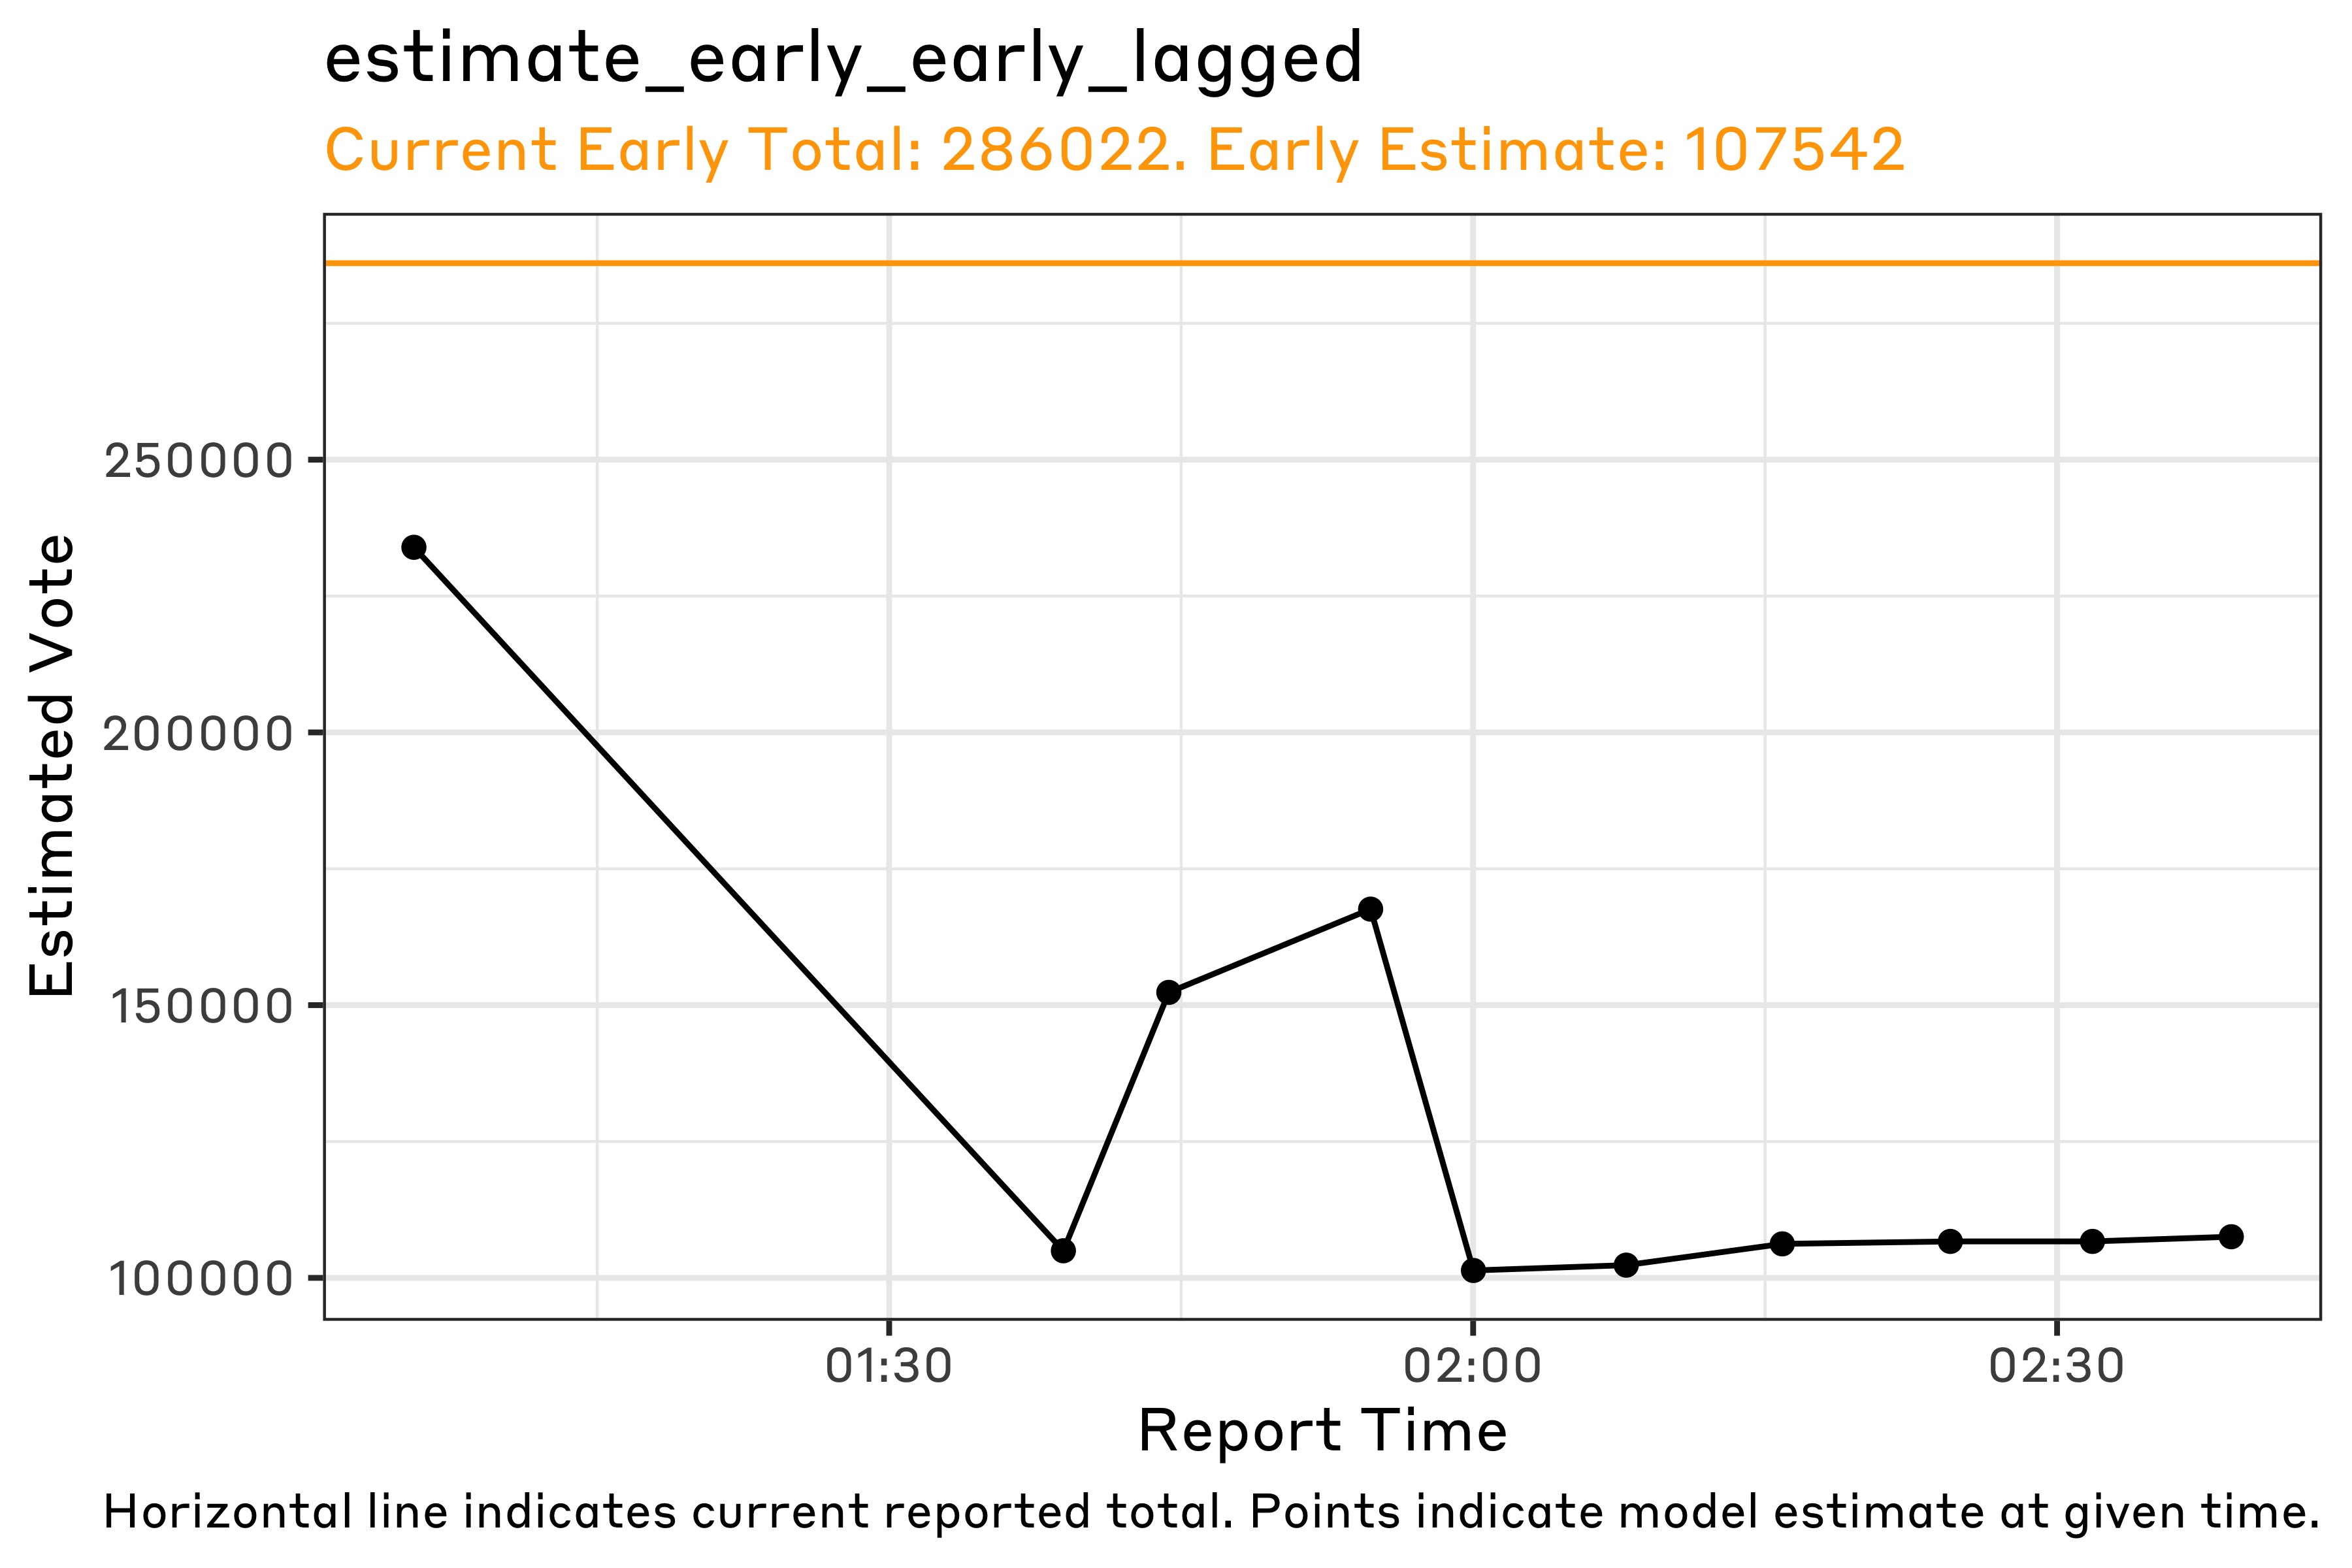 estimate_early_early_lagged
Current Early Total: 286022. Early Estimate: 107542
Estimated Vote
250000
200000
150000
100000
01:30 02:00 02:30
Report Time
Horizontal line indicates current reported total. Points indicate model estimate at given time.